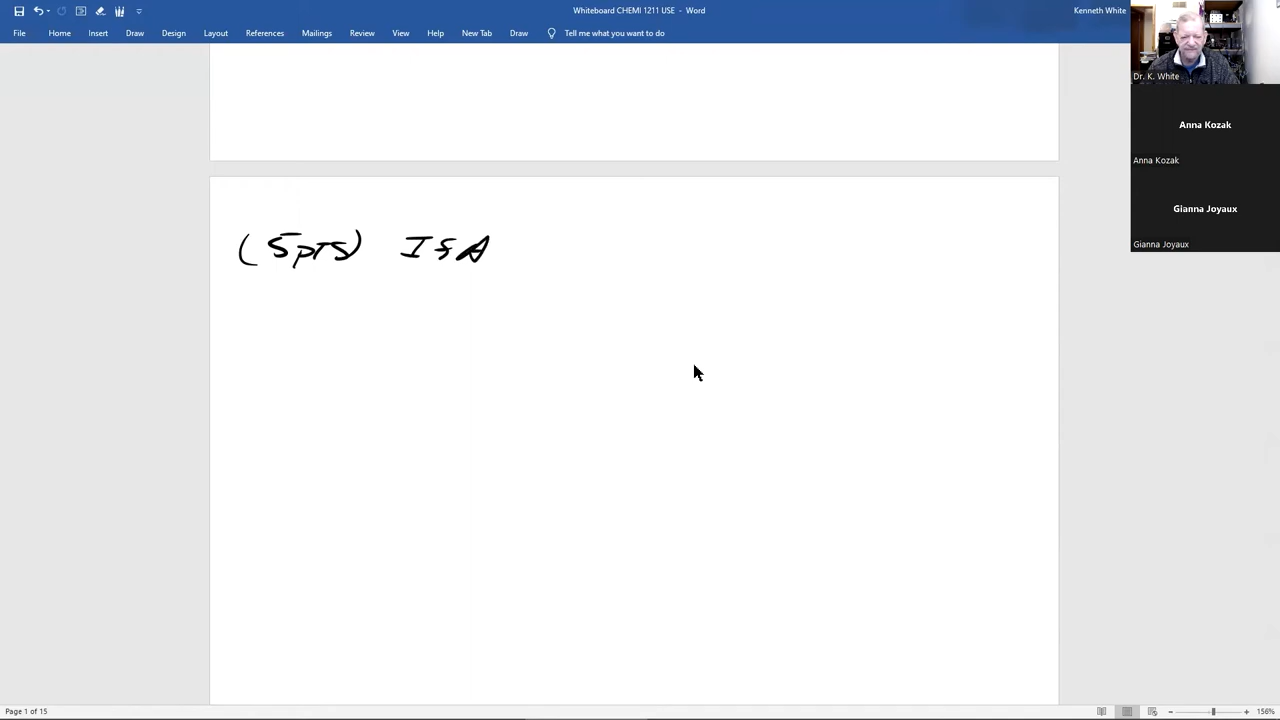 Whiteboard CHEMI 1211 USE - Word
Kenneth White
File Home Insert Draw Design Layout References Mailings Review View Help New Tab Draw Tell me what you want to do
Dr. K. White
Anna Kozak
Anna Kozak
Gianna Joyaux
Gianna Joyaux
(5pts) If A
Page 1 of 15
156%